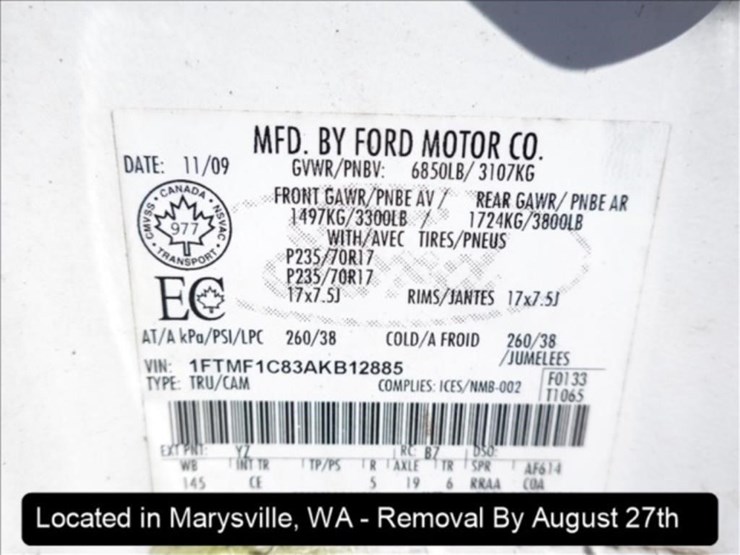 MFD. BY FORD MOTOR CO.
DATE: 11/09
GVWR/PNBV: 6850LB/ 3107KG
FRONT GAWR/PNBE AV / REAR GAWR/ PNBE AR
1497KG/3300LB / 1724KG/3800LB
WITH/AVEC TIRES/PNEUS
P235/70R17
P235/70R17
17x7.5J RIMS/JANTES 17x7.5J
CANADA
CMVSS NSVAC
977
TRANSPORT
EC
AT/A kPa/PSI/LPC 260/38 COLD/A FROID 260/38
/JUMELEES
VIN: 1FTMF1C83AKB12885
TYPE: TRU/CAM COMPLIES: ICES/NMB-002
F0133
T1065
EXT PNT: YZ RC: B7 DSO:
WB INT TR TP/PS R AXLE TR SPR AF614
145 CE 5 19 6 RRAA COA
Located in Marysville, WA - Removal By August 27th